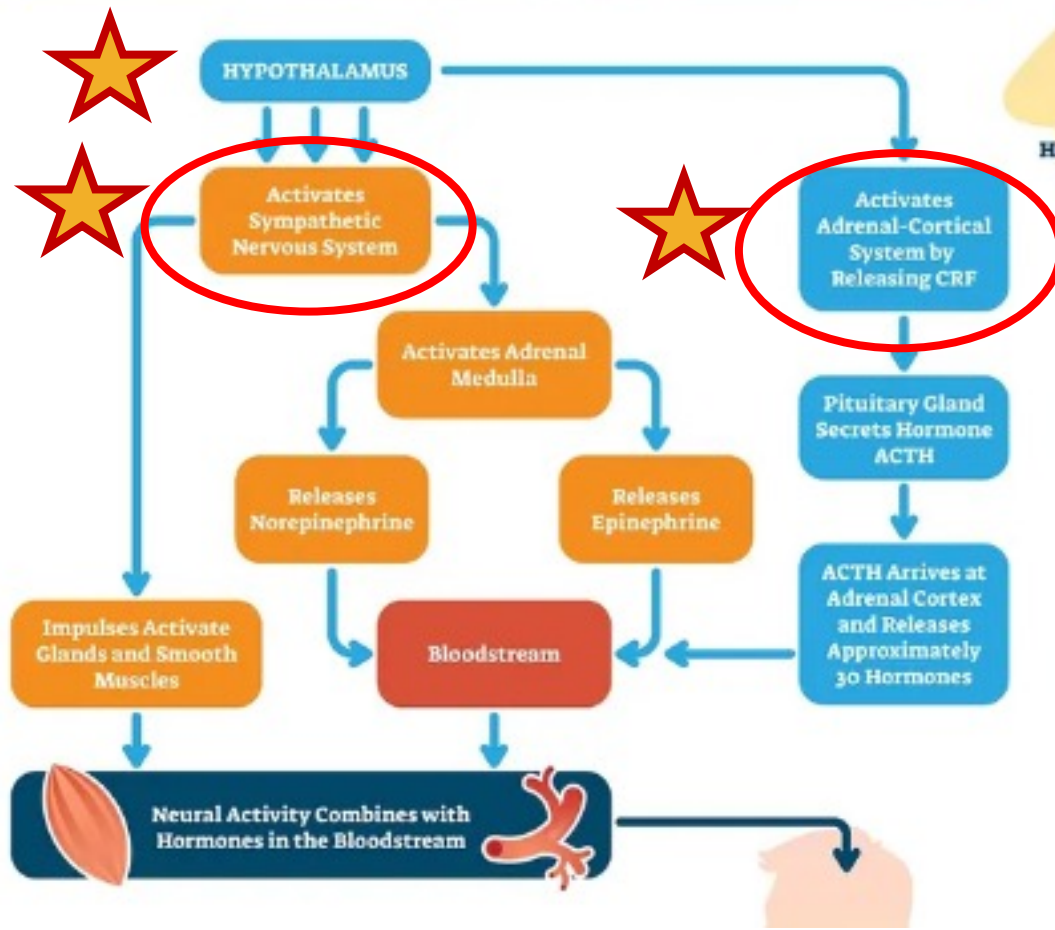 HYPOTHALAMUS
H
Activates
Sympathetic
Nervous System
Activates
Adrenal-Cortical
System by
Releasing CRF
Activates Adrenal
Medulla
Pituitary Gland
Secrets Hormone
ACTH
Releases
Norepinephrine
Releases
Epinephrine
ACTH Arrives at
Adrenal Cortex
and Releases
Approximately
30 Hormones
Impulses Activate
Glands and Smooth
Muscles
Bloodstream
Neural Activity Combines with
Hormones in the Bloodstream